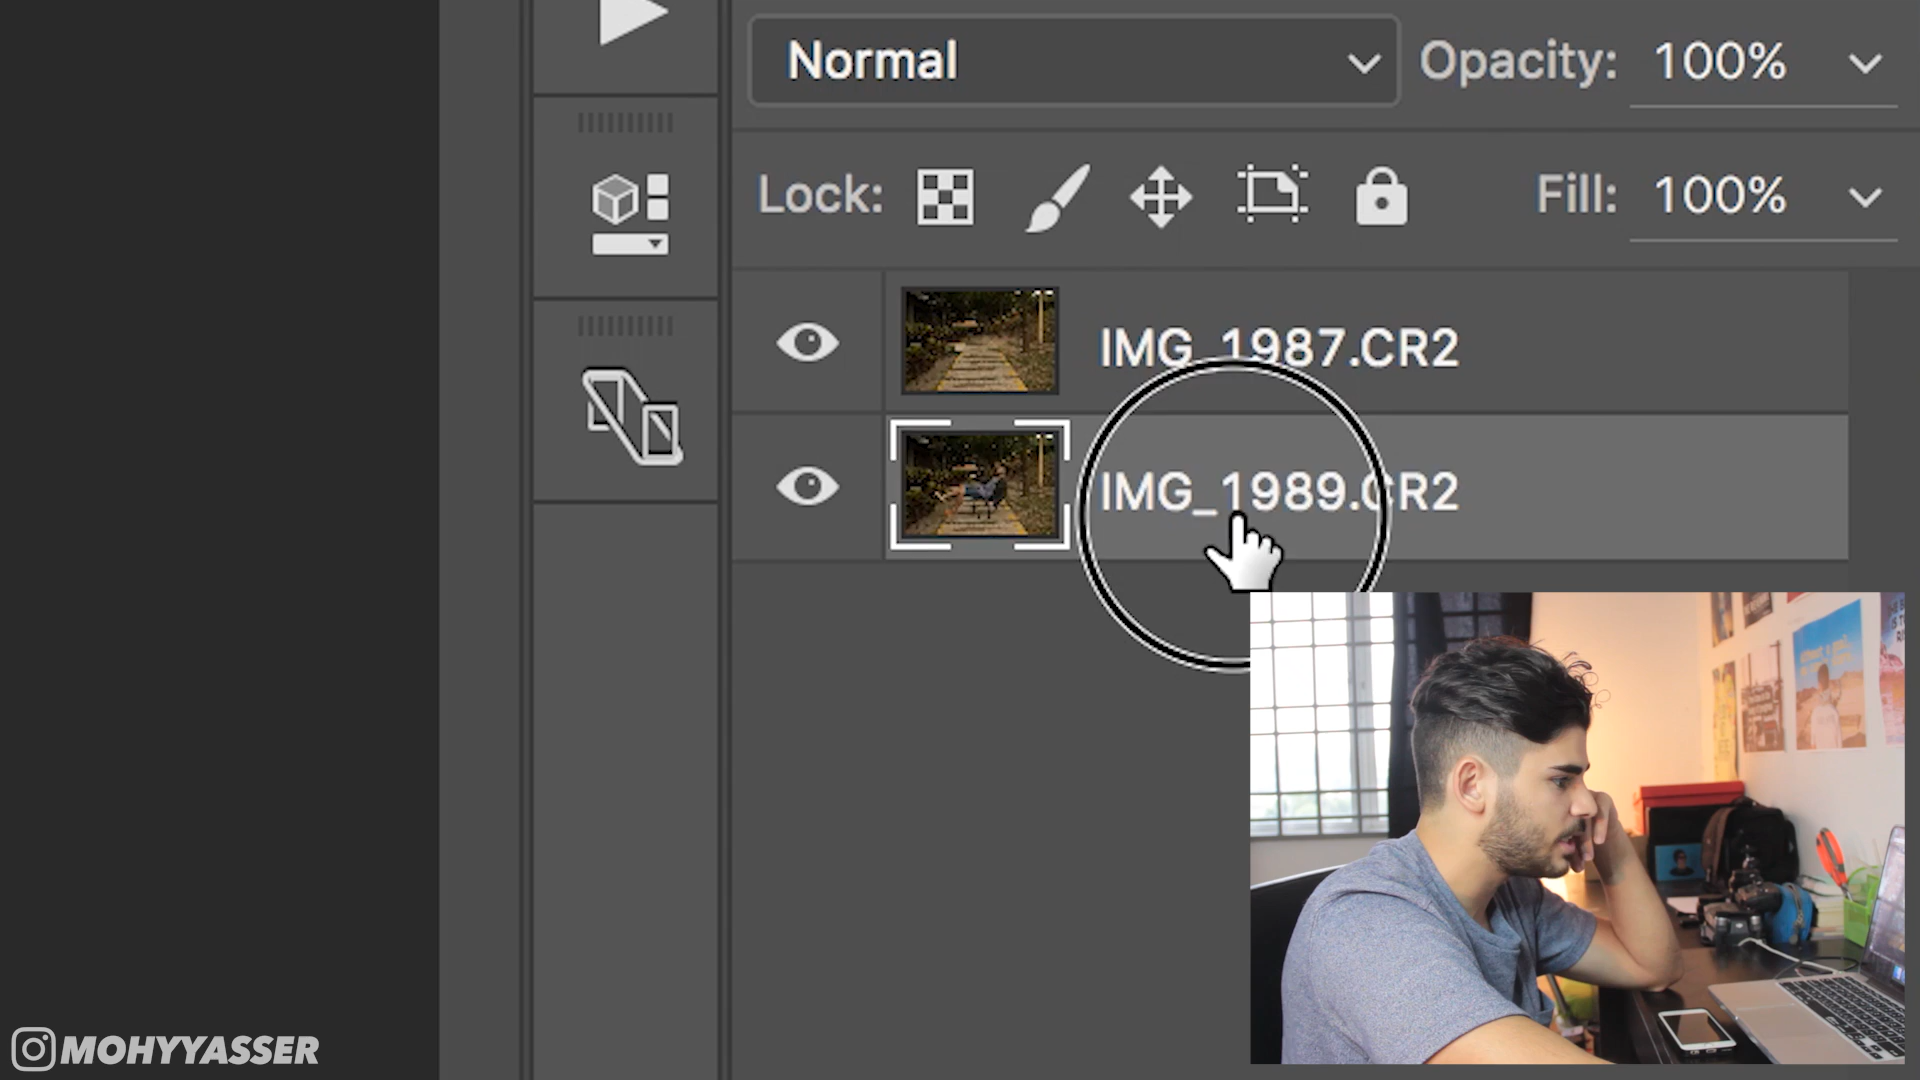 Normal
Opacity: 100%
Lock:
Fill: 100%
IMG_1987.CR2
IMG_1989.CR2
MOHYYASSER